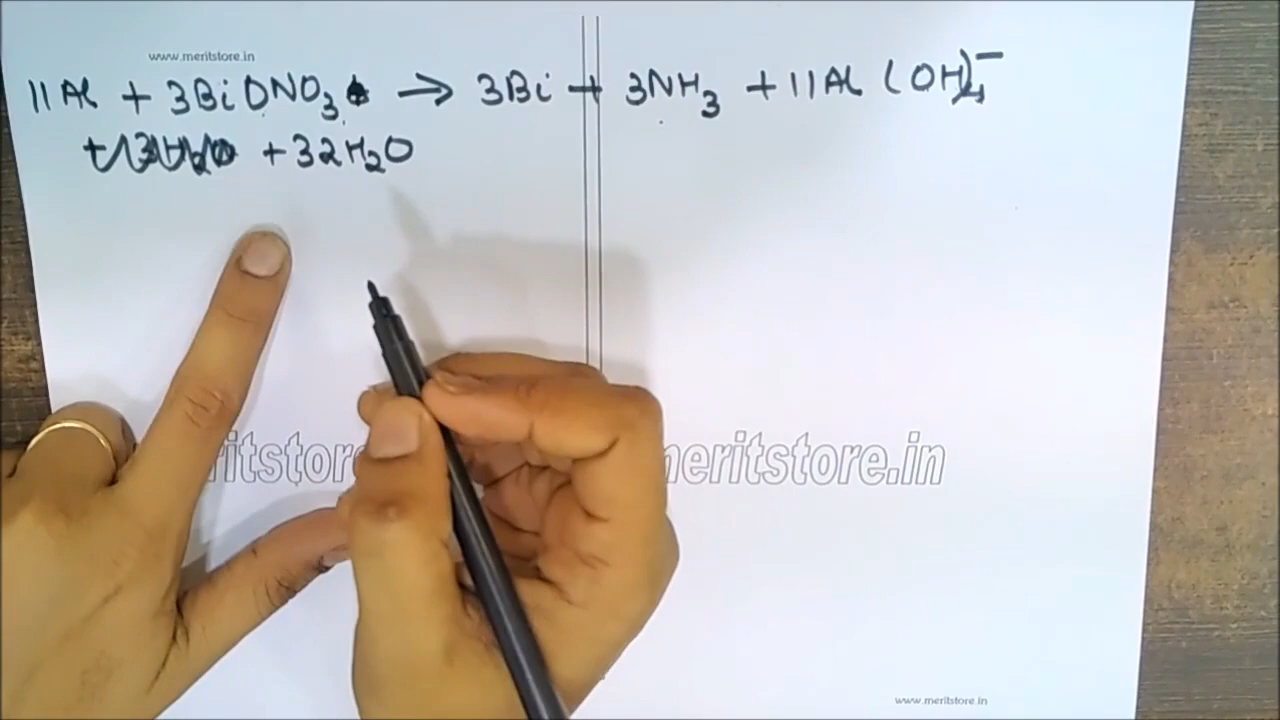 www.meritstore.in
11Al + 3BiONO3 → 3Bi + 3NH3 + 11Al(OH)4⁻
+32H2O
meritstore.in
www.meritstore.in